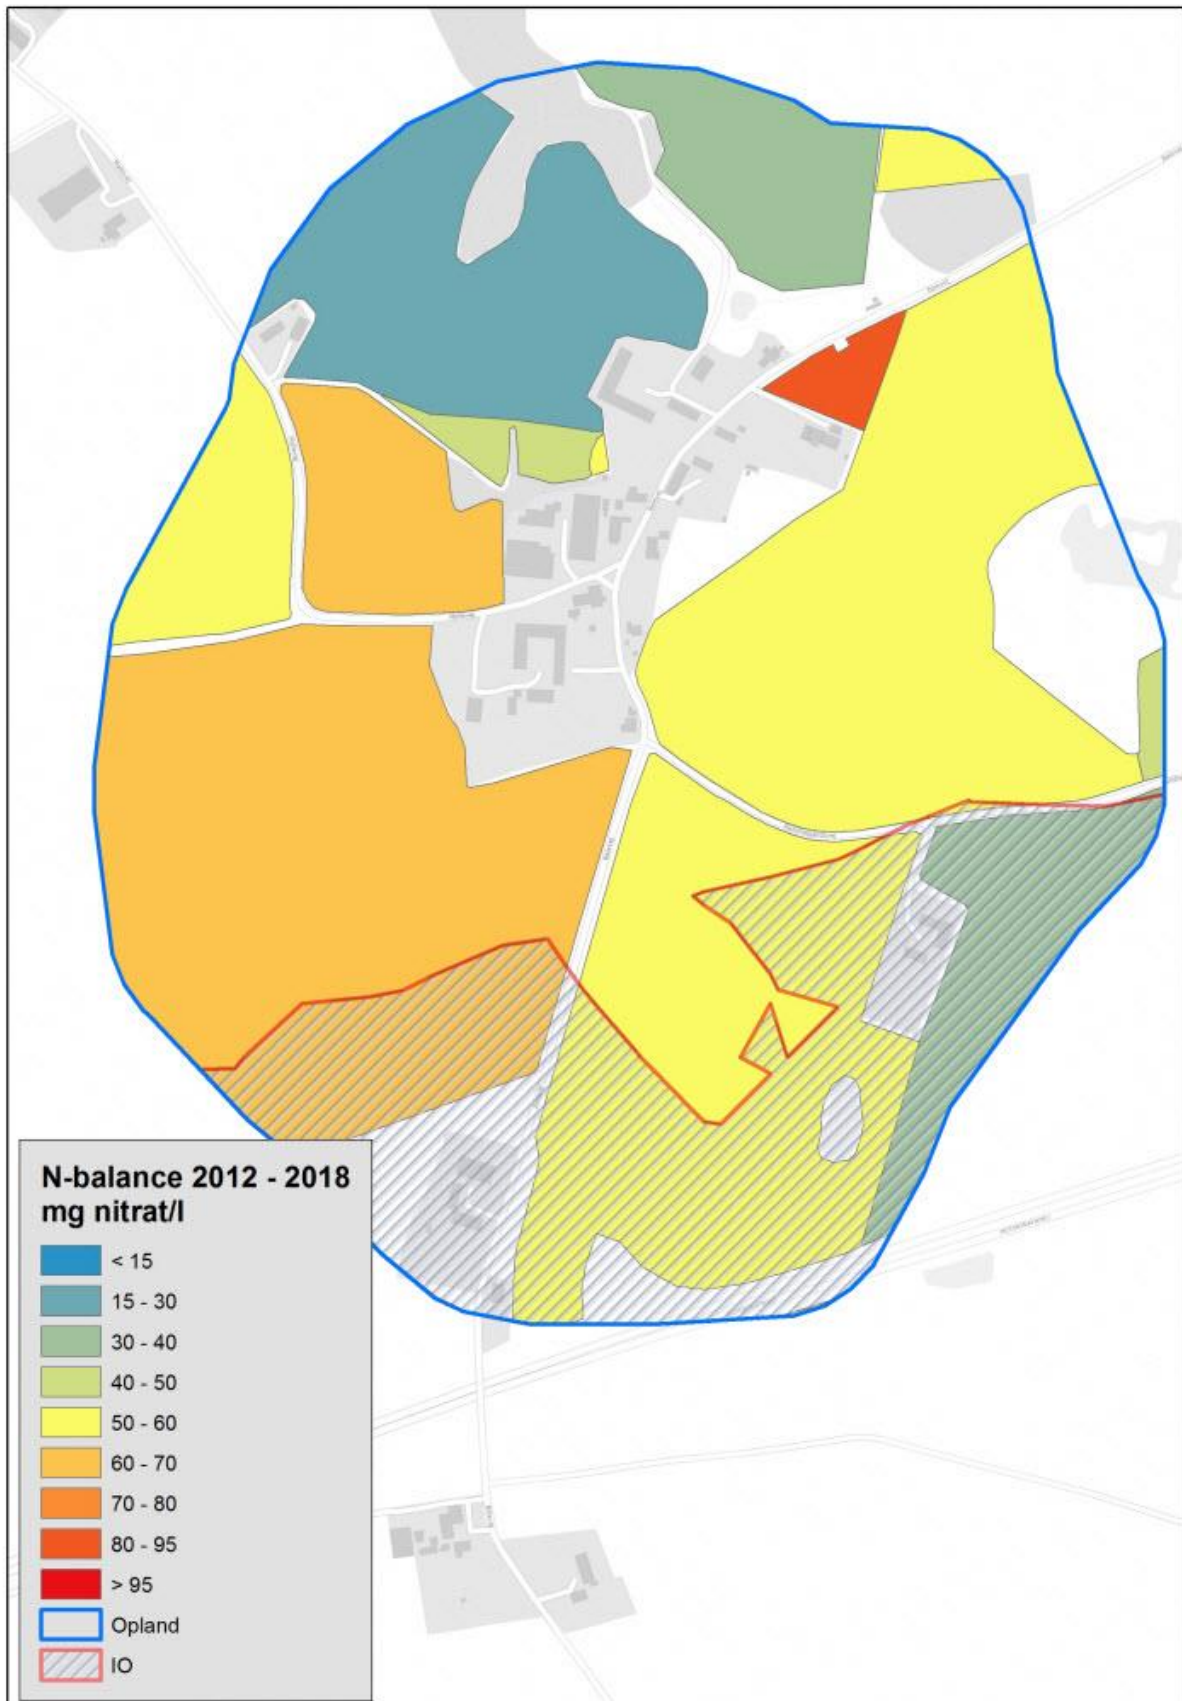 N-balance 2012 - 2018
mg nitrat/l
< 15
15 - 30
30 - 40
40 - 50
50 - 60
60 - 70
70 - 80
80 - 95
> 95
Opland
IO